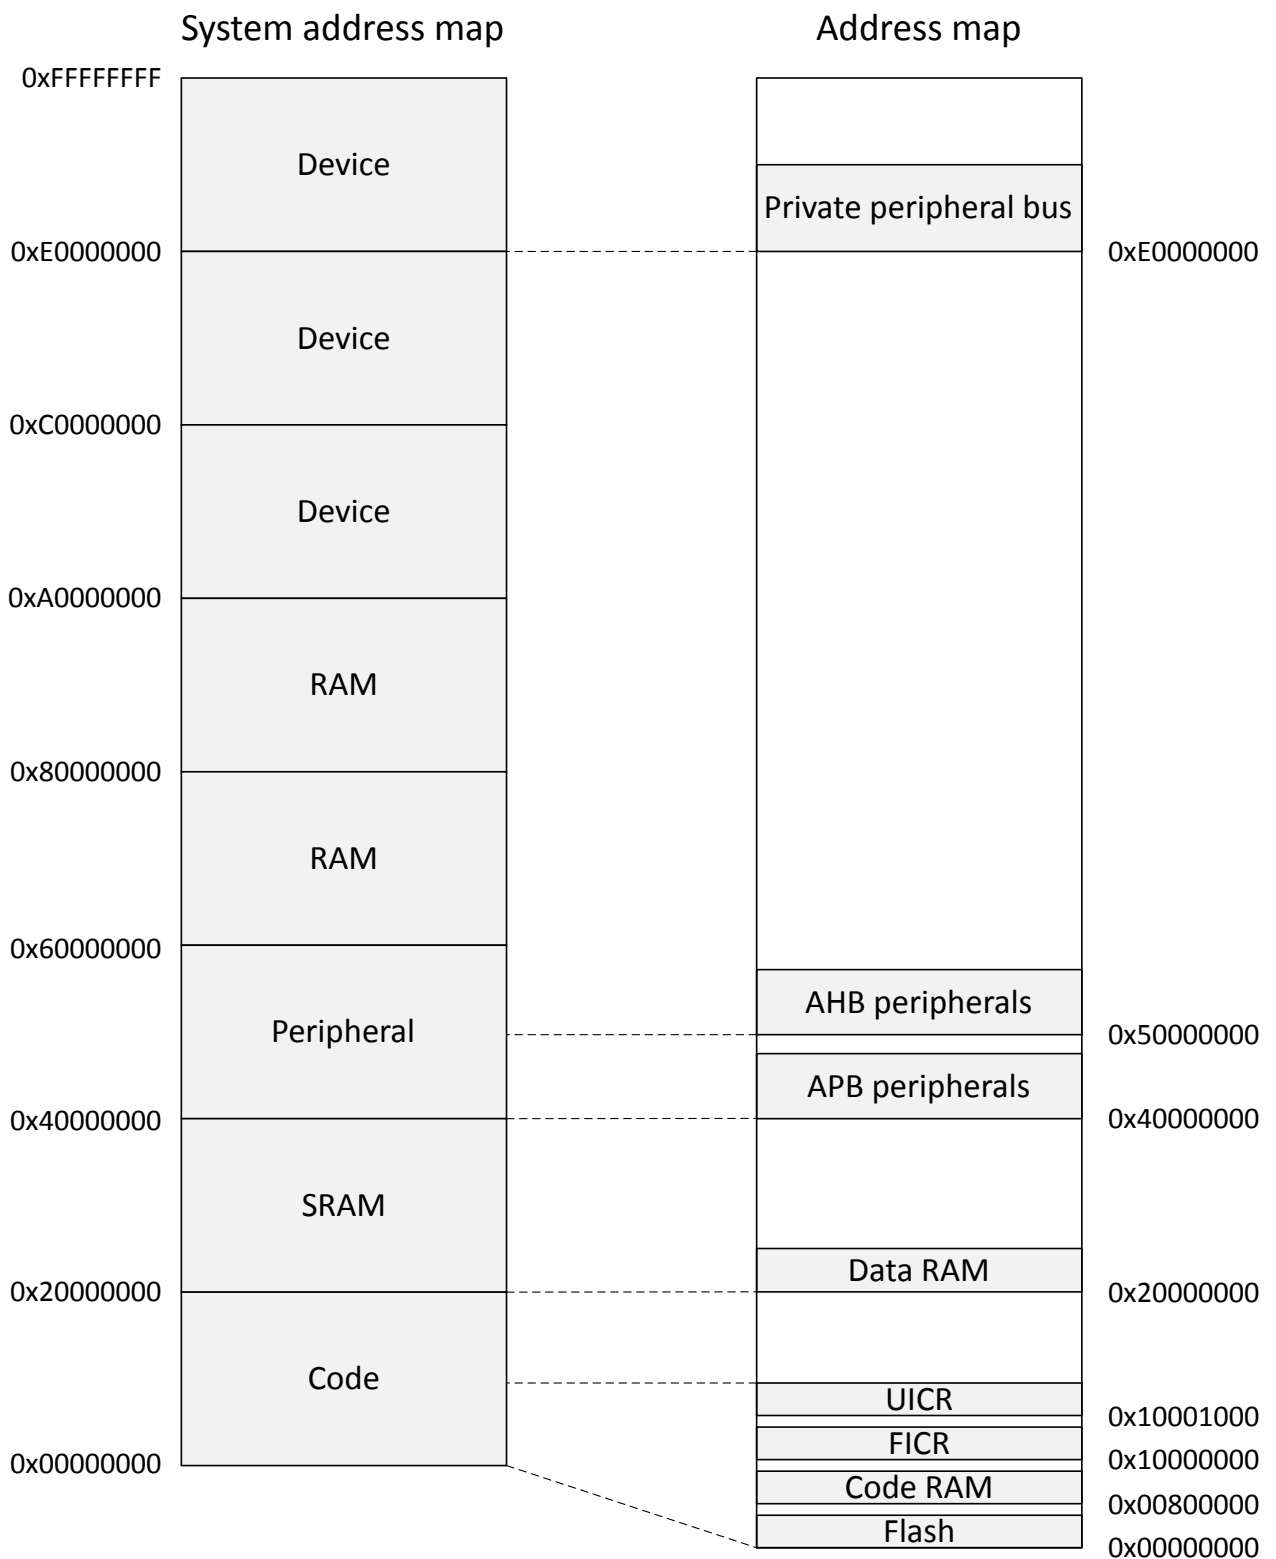 System address map
Address map
0xFFFFFFFF
Device
Private peripheral bus
0xE0000000
0xE0000000
Device
0xC0000000
Device
0xA0000000
RAM
0x80000000
RAM
0x60000000
AHB peripherals
Peripheral
0x50000000
APB peripherals
0x40000000
0x40000000
SRAM
Data RAM
0x20000000
0x20000000
Code
UICR
0x10001000
FICR
0x00000000
0x10000000
Code RAM
0x00800000
Flash
0x00000000